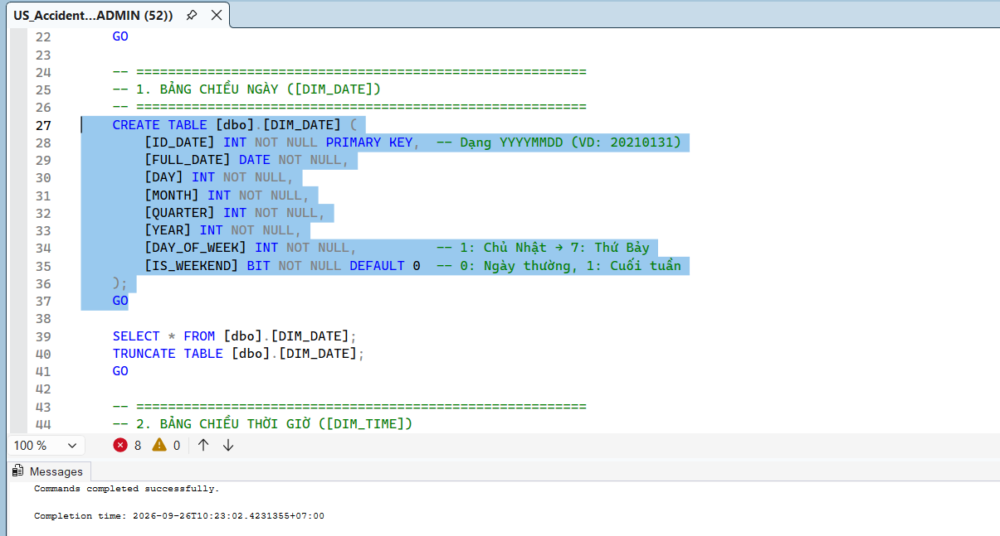 US_Accident...ADMIN (52))
22 GO
23
24 -- =========================================================
25 -- 1. BẢNG CHIỀU NGÀY ([DIM_DATE])
26 -- =========================================================
27 CREATE TABLE [dbo].[DIM_DATE] (
28 [ID_DATE] INT NOT NULL PRIMARY KEY, -- Dạng YYYYMMDD (VD: 20210131)
29 [FULL_DATE] DATE NOT NULL,
30 [DAY] INT NOT NULL,
31 [MONTH] INT NOT NULL,
32 [QUARTER] INT NOT NULL,
33 [YEAR] INT NOT NULL,
34 [DAY_OF_WEEK] INT NOT NULL, -- 1: Chủ Nhật → 7: Thứ Bảy
35 [IS_WEEKEND] BIT NOT NULL DEFAULT 0 -- 0: Ngày thường, 1: Cuối tuần
36 );
37 GO
38
39 SELECT * FROM [dbo].[DIM_DATE];
40 TRUNCATE TABLE [dbo].[DIM_DATE];
41 GO
42
43 -- =========================================================
44 -- 2. BẢNG CHIỀU THỜI GIỜ ([DIM_TIME])
100 % 8 0
Messages
Commands completed successfully.
Completion time: 2026-09-26T10:23:02.4231355+07:00